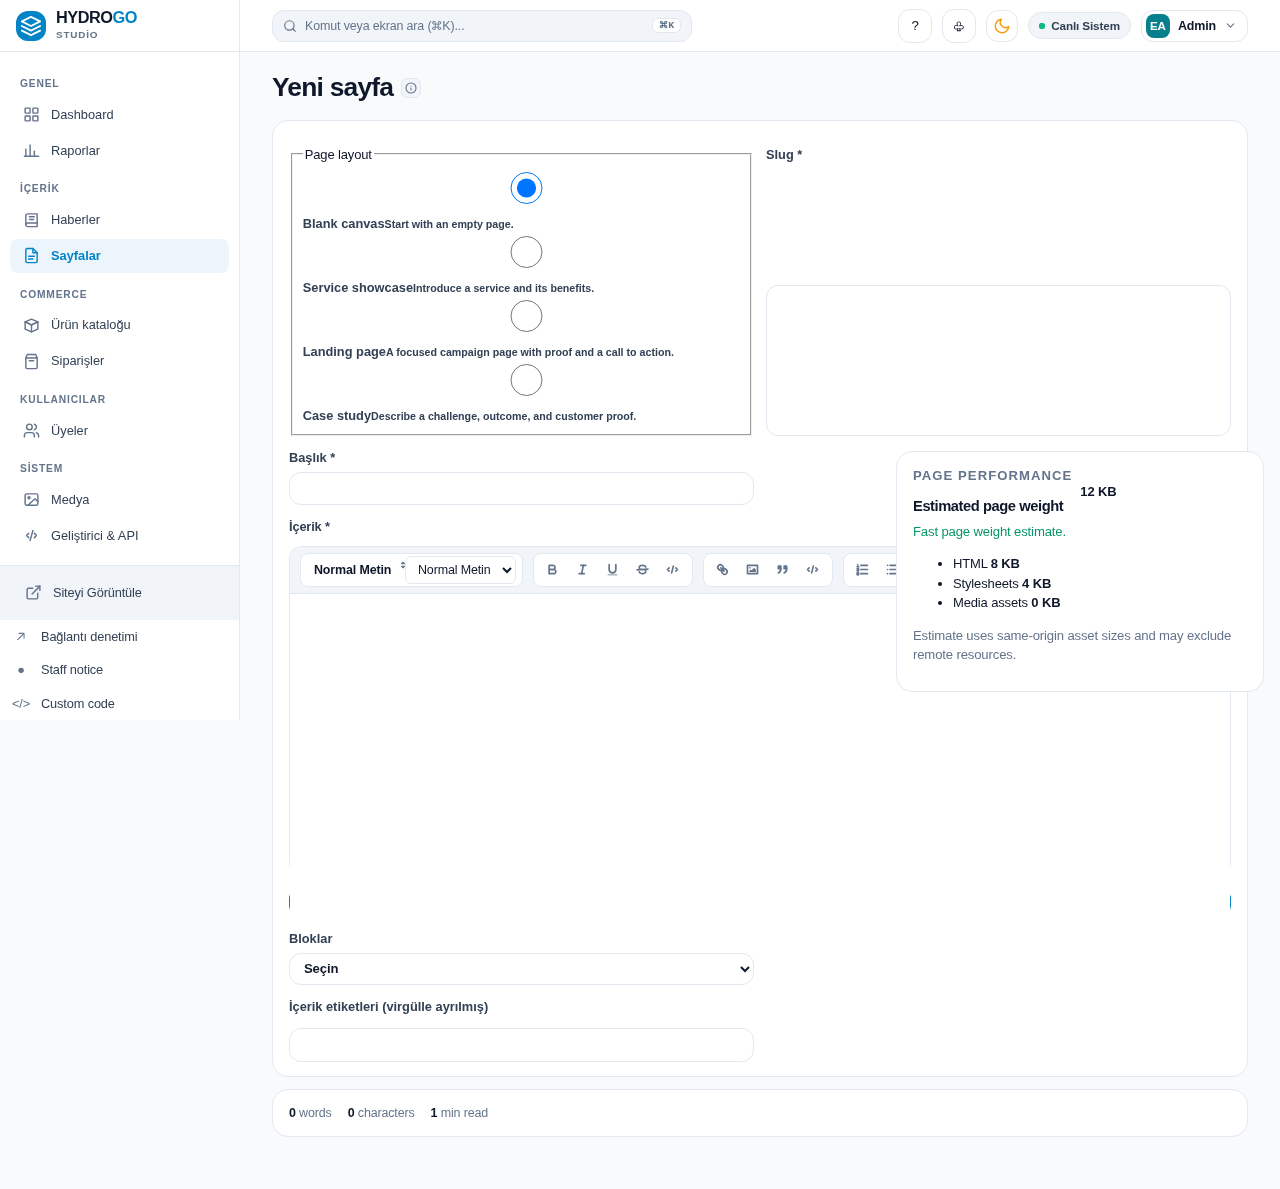 HYDROGO
STUDİO
Komut veya ekran ara (⌘K)...
⌘K
?
Canlı Sistem
EA
Admin
GENEL
Dashboard
Raporlar
İÇERİK
Haberler
Sayfalar
COMMERCE
Ürün kataloğu
Siparişler
KULLANICILAR
Üyeler
SİSTEM
Medya
Geliştirici & API
Siteyi Görüntüle
Bağlantı denetimi
Staff notice
</> Custom code
Yeni sayfa
Page layout
Blank canvasStart with an empty page.
Service showcaseIntroduce a service and its benefits.
Landing pageA focused campaign page with proof and a call to action.
Case studyDescribe a challenge, outcome, and customer proof.
Slug *
Başlık *
İçerik *
Normal Metin
Normal Metin
PAGE PERFORMANCE
Estimated page weight
12 KB
Fast page weight estimate.
HTML 8 KB
Stylesheets 4 KB
Media assets 0 KB
Estimate uses same-origin asset sizes and may exclude
remote resources.
Bloklar
Seçin
İçerik etiketleri (virgülle ayrılmış)
0 words 0 characters 1 min read